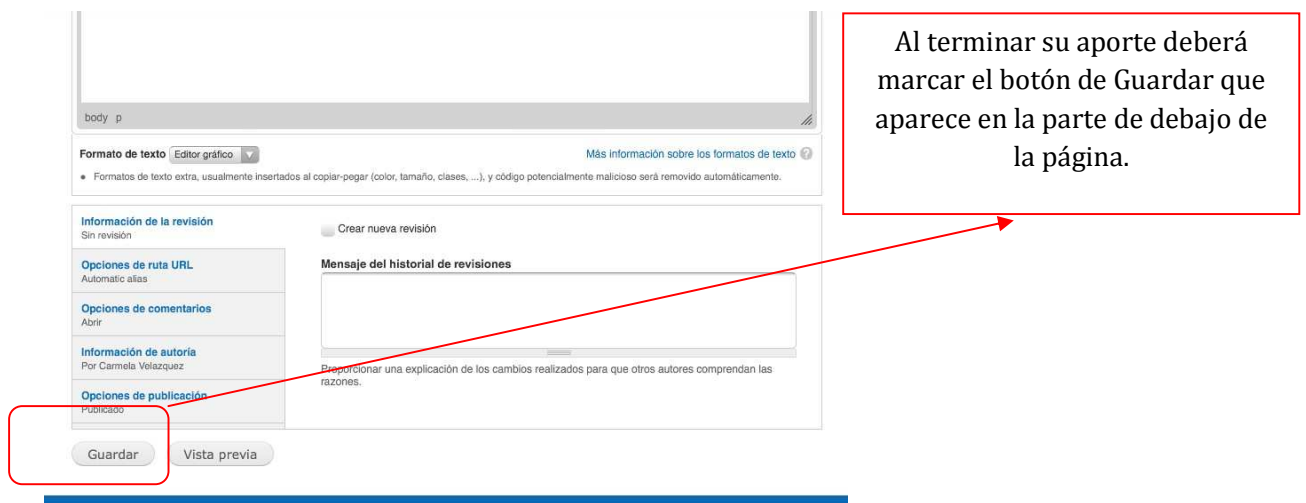 Al terminar su aporte deberá
marcar el botón de Guardar que
aparece en la parte de debajo de
la página.
body p
Formato de texto Editor gráfico
Más información sobre los formatos de texto ?
Formatos de texto extra, usualmente insertados al copiar-pegar (color, tamaño, clases, ...), y código potencialmente malicioso será removido automáticamente.
Información de la revisión
Sin revisión
Opciones de ruta URL
Automatic alias
Opciones de comentarios
Abrir
Información de autoría
Por Carmela Velazquez
Opciones de publicación
Publicado
Crear nueva revisión
Mensaje del historial de revisiones
Proporcionar una explicación de los cambios realizados para que otros autores comprendan las
razones.
Guardar
Vista previa